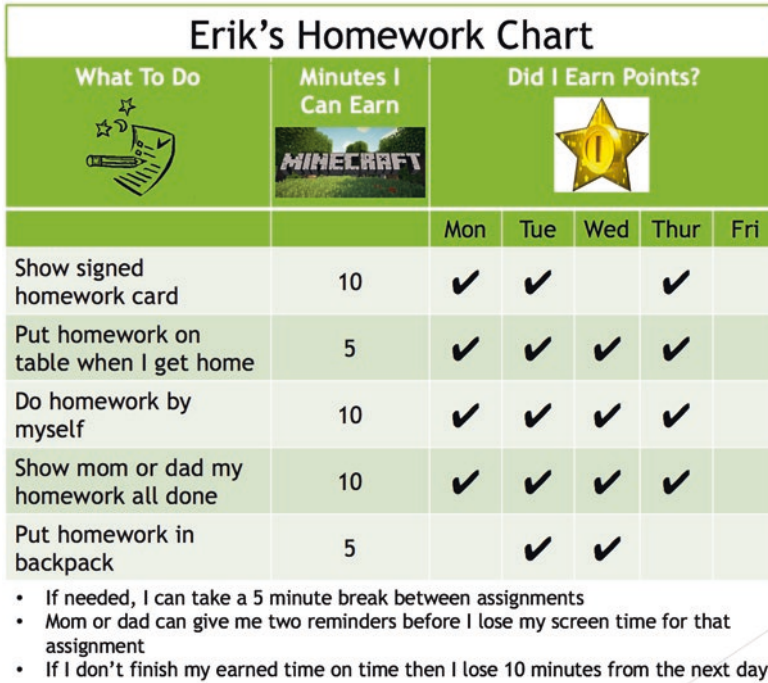 Erik's Homework Chart
What To Do
Minutes I
Can Earn
Did I Earn Points?
MINECRAFT
Mon Tue Wed Thur Fri
Show signed
homework card
10 ✔ ✔ ✔
Put homework on
table when I get home
5 ✔ ✔ ✔ ✔
Do homework by
myself
10 ✔ ✔ ✔ ✔
Show mom or dad my
homework all done
10 ✔ ✔ ✔ ✔
Put homework in
backpack
5 ✔ ✔
• If needed, I can take a 5 minute break between assignments
• Mom or dad can give me two reminders before I lose my screen time for that
assignment
• If I don't finish my earned time on time then I lose 10 minutes from the next day